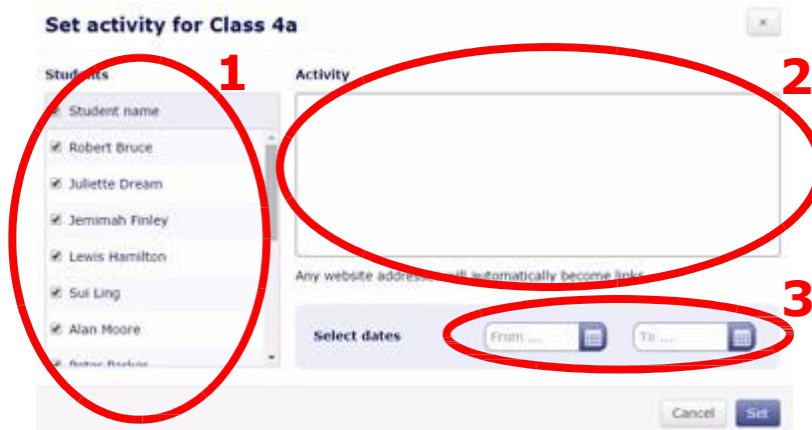 Set activity for Class 4a
×
1
Students
Student name
Robert Bruce
Juliette Dream
Jemimah Finley
Lewis Hamilton
Sui Ling
Alan Moore
2
Activity
Any website addresses will automatically become links
3
Select dates
From ...
To ...
Cancel
Set